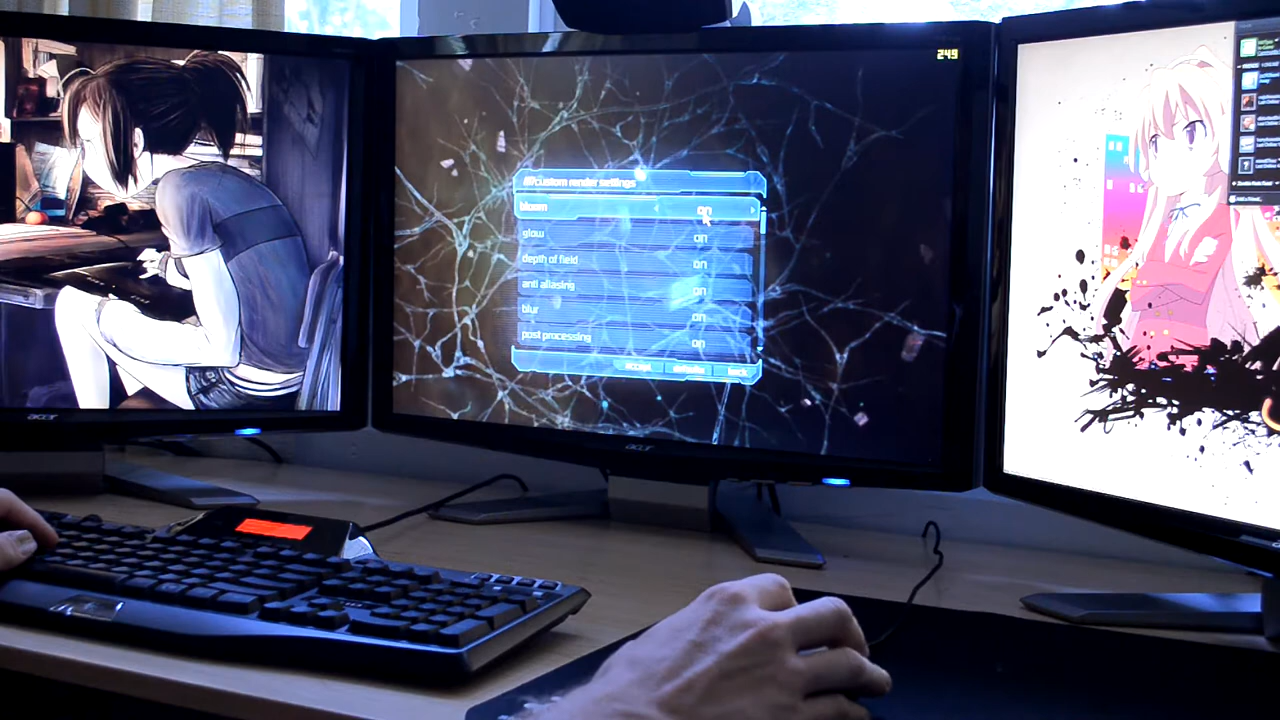 249
custom render settings
bloom on
glow on
depth of field on
anti aliasing on
blur on
post processing on
accept defaults back
acer
acer